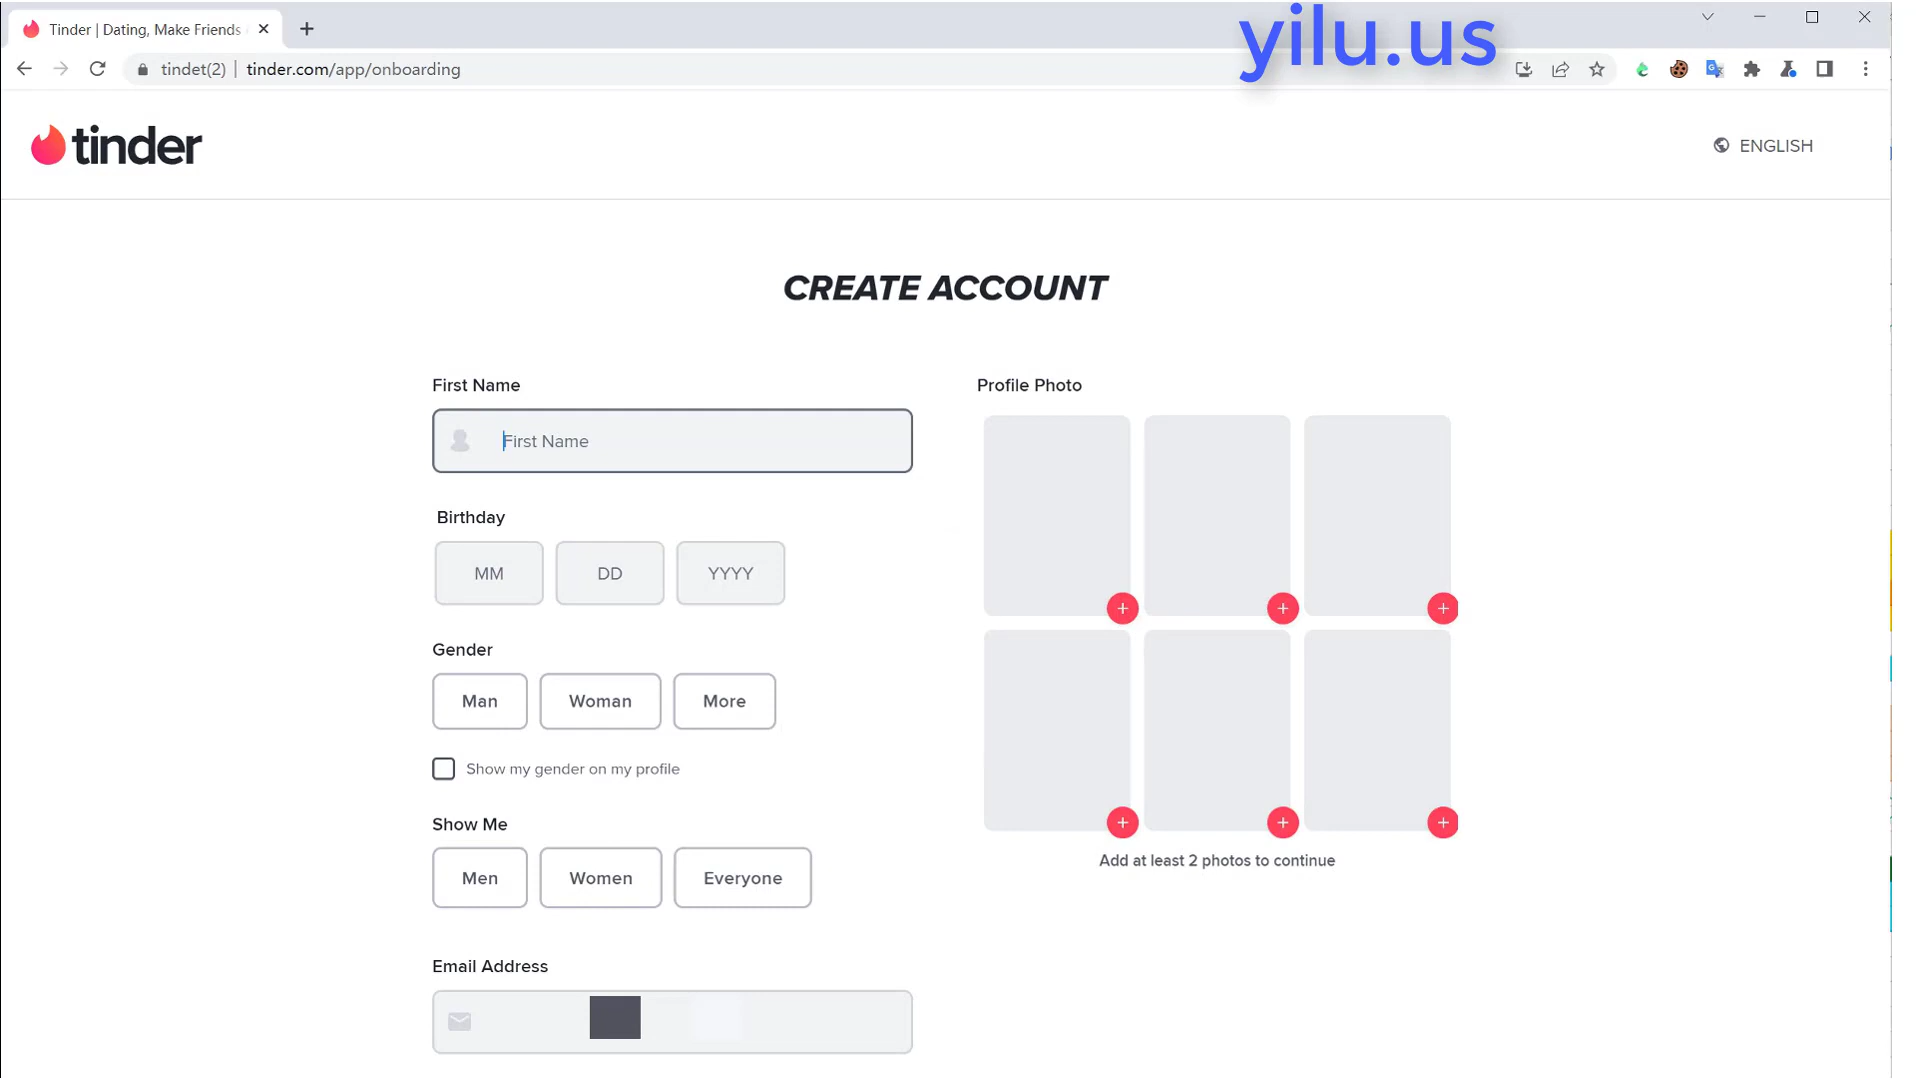 Tinder | Dating, Make Friends
yilu.us
tindet(2) | tinder.com/app/onboarding
tinder
ENGLISH
CREATE ACCOUNT
First Name
First Name
Birthday
MM DD YYYY
Gender
Man Woman More
Show my gender on my profile
Show Me
Men Women Everyone
Email Address
Profile Photo
Add at least 2 photos to continue